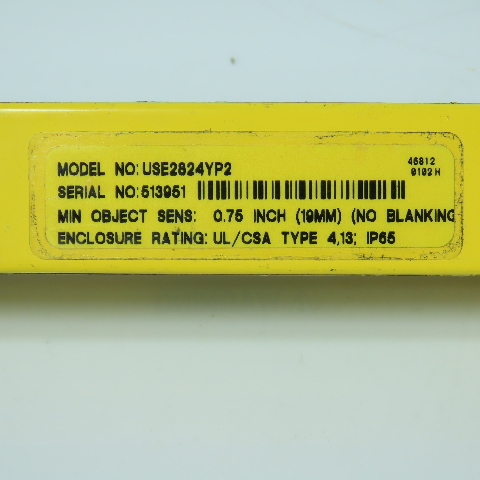 MODEL NO: USE2824YP2
46812
0102 H
SERIAL NO: 513951
MIN OBJECT SENS: 0.75 INCH (19MM) (NO BLANKING
ENCLOSURE RATING: UL/CSA TYPE 4,13; IP65